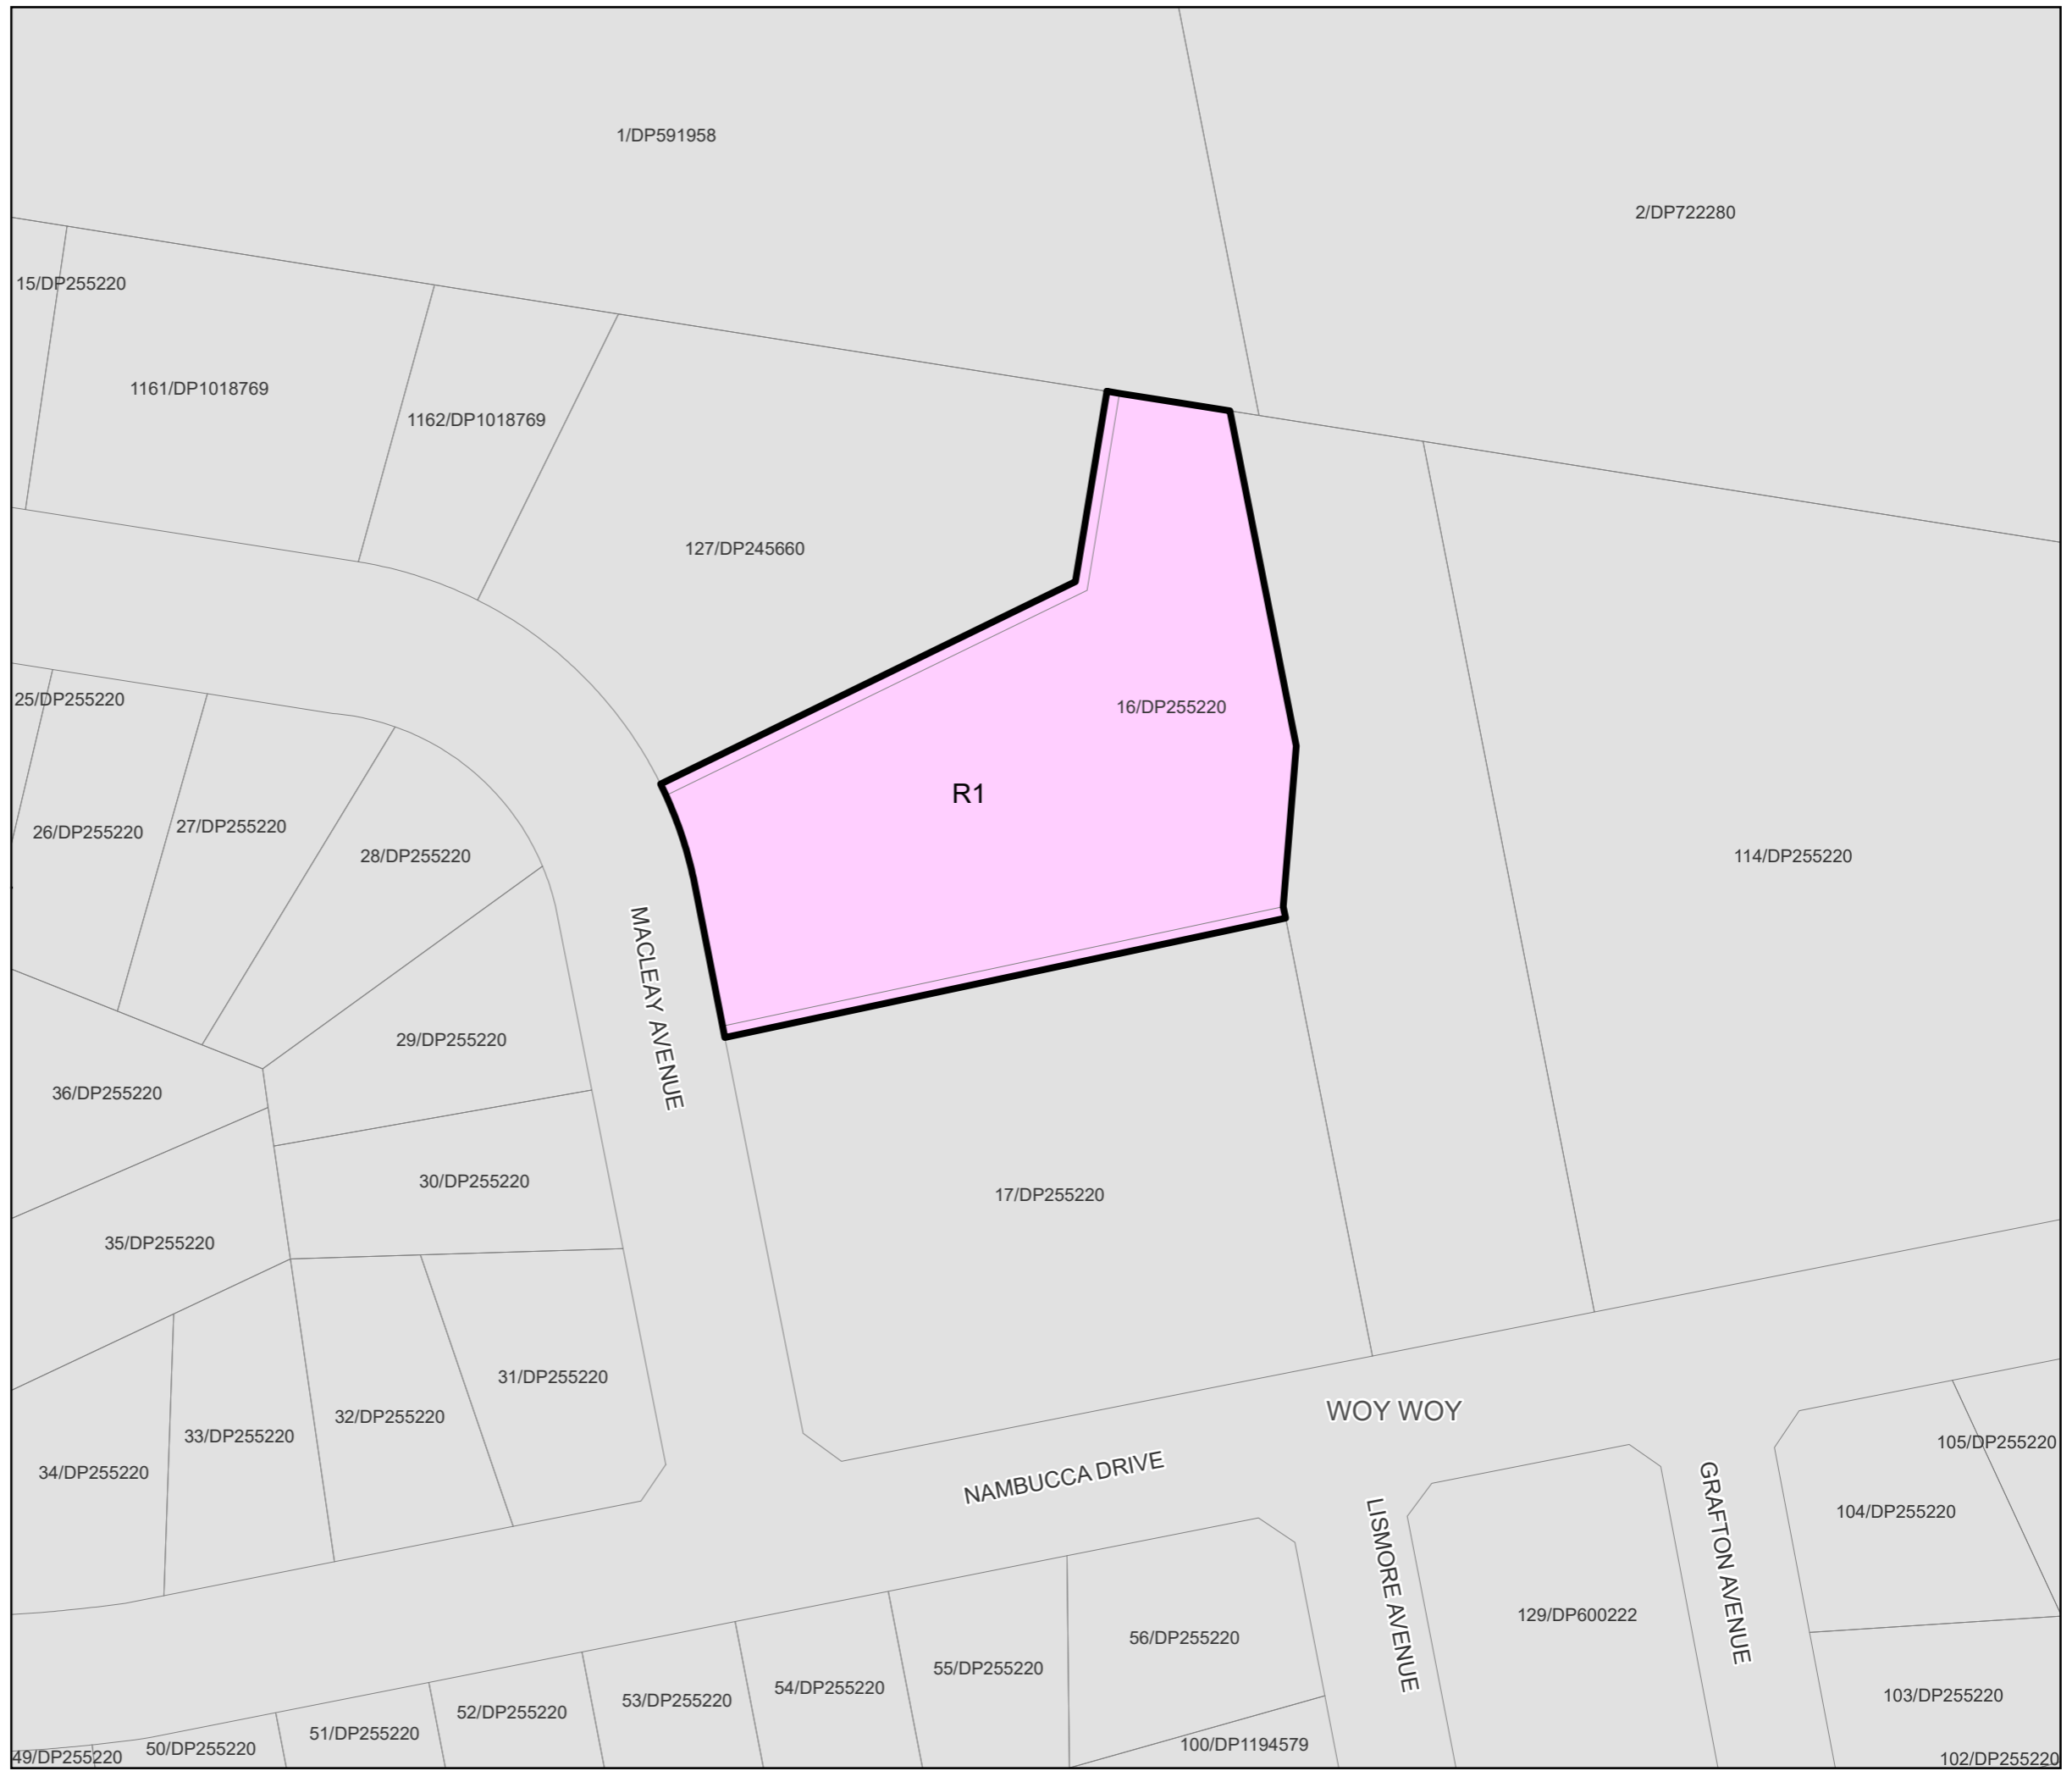 1/DP591958
2/DP722280
15/DP255220
1161/DP1018769
1162/DP1018769
127/DP245660
25/DP255220
16/DP255220
R1
26/DP255220
27/DP255220
28/DP255220
114/DP255220
MACLEAY AVENUE
29/DP255220
36/DP255220
30/DP255220
17/DP255220
35/DP255220
31/DP255220
32/DP255220
33/DP255220
34/DP255220
WOY WOY
NAMBUCCA DRIVE
105/DP255220
104/DP255220
LISMORE AVENUE
GRAFTON AVENUE
129/DP600222
56/DP255220
55/DP255220
54/DP255220
53/DP255220
52/DP255220
51/DP255220
50/DP255220
49/DP255220
103/DP255220
100/DP1194579
102/DP255220